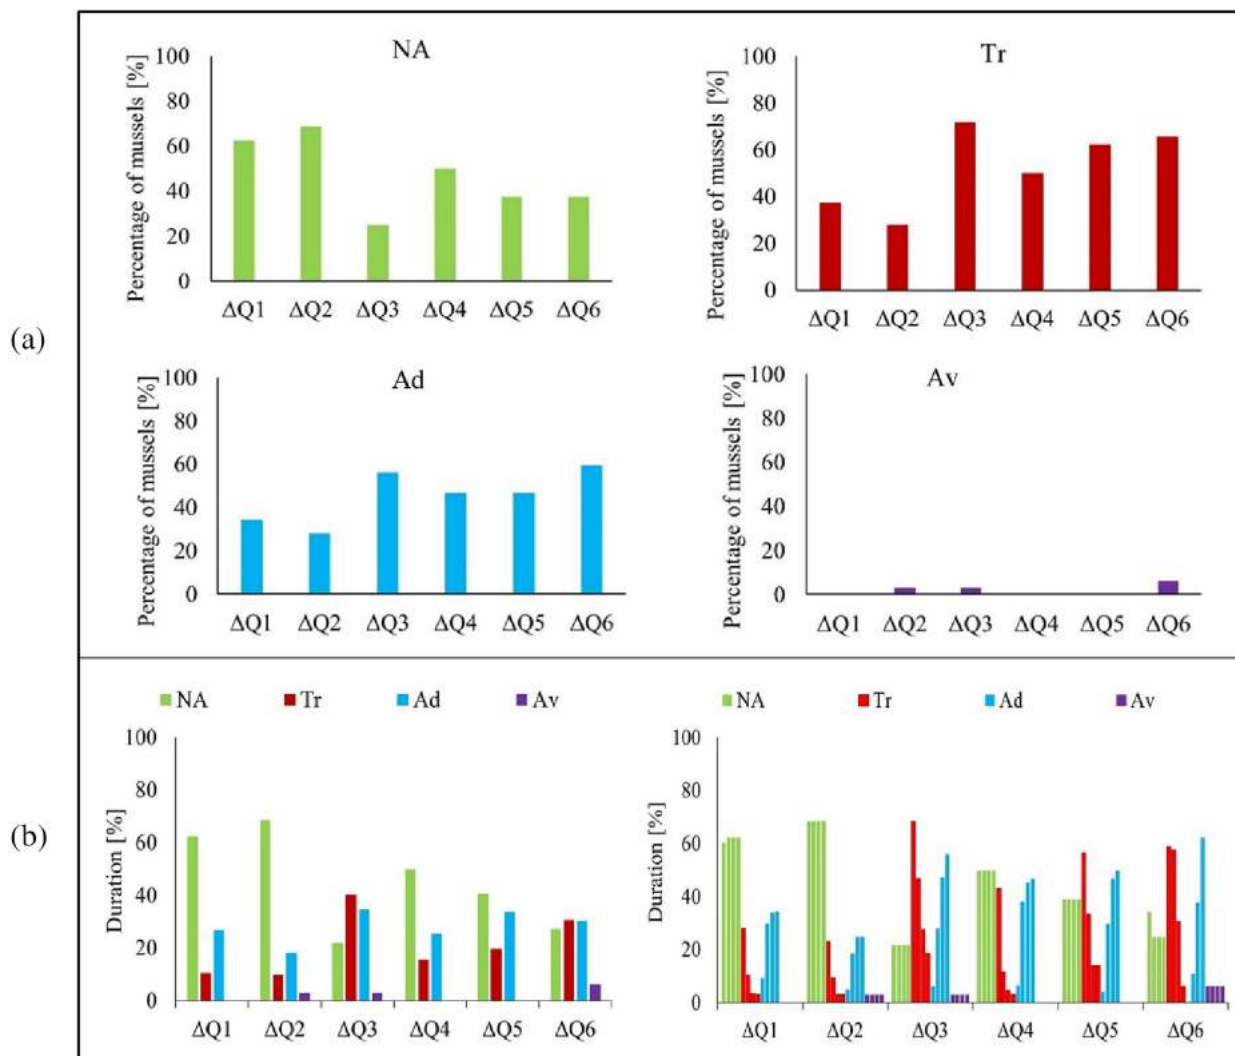 (a)
NA
Percentage of mussels [%]
100
80
60
40
20
0
ΔQ1 ΔQ2 ΔQ3 ΔQ4 ΔQ5 ΔQ6
Tr
Percentage of mussels [%]
100
80
60
40
20
0
ΔQ1 ΔQ2 ΔQ3 ΔQ4 ΔQ5 ΔQ6
Ad
Percentage of mussels [%]
100
80
60
40
20
0
ΔQ1 ΔQ2 ΔQ3 ΔQ4 ΔQ5 ΔQ6
Av
Percentage of mussels [%]
100
80
60
40
20
0
ΔQ1 ΔQ2 ΔQ3 ΔQ4 ΔQ5 ΔQ6
(b)
NA Tr Ad Av
Duration [%]
100
80
60
40
20
0
ΔQ1 ΔQ2 ΔQ3 ΔQ4 ΔQ5 ΔQ6
NA Tr Ad Av
Duration [%]
100
80
60
40
20
0
ΔQ1 ΔQ2 ΔQ3 ΔQ4 ΔQ5 ΔQ6